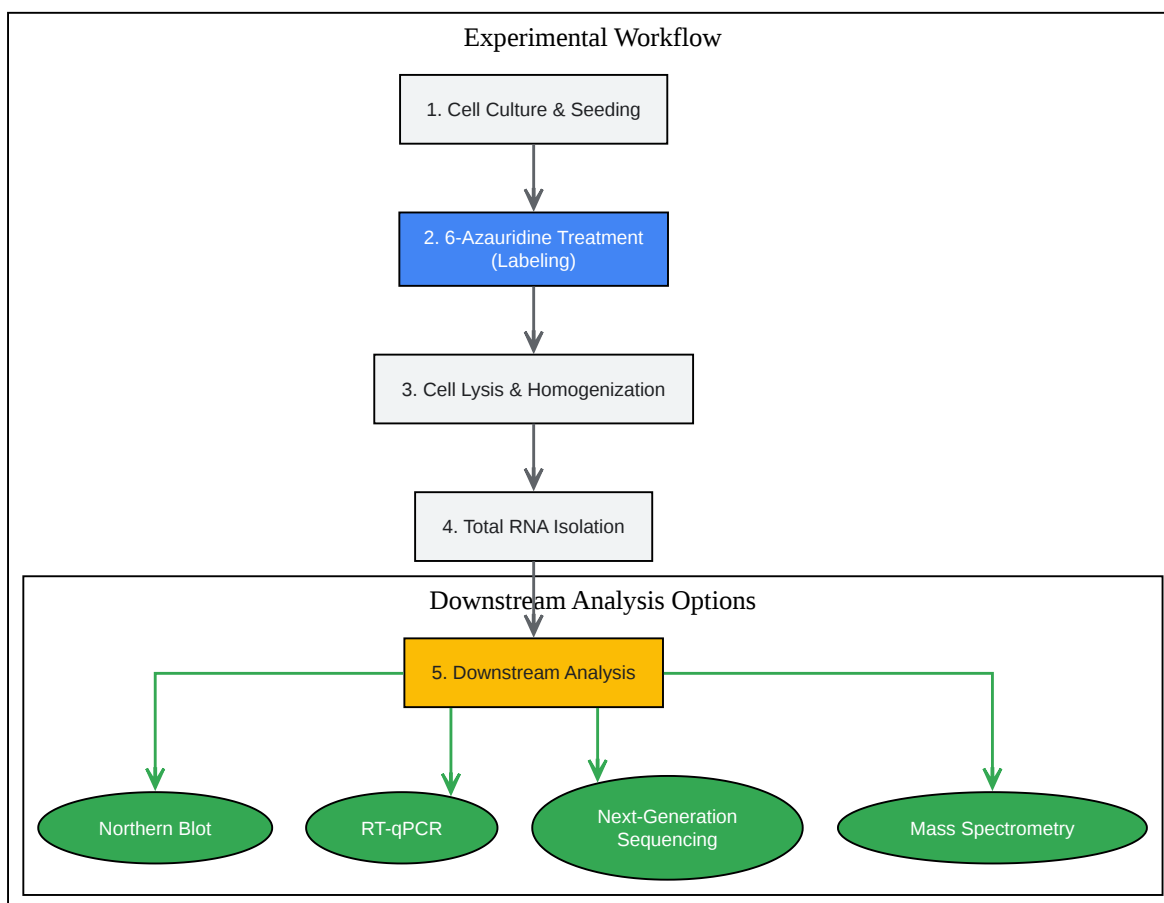 Experimental Workflow
1. Cell Culture & Seeding
2. 6-Azauridine Treatment
(Labeling)
3. Cell Lysis & Homogenization
4. Total RNA Isolation
Downstream Analysis Options
5. Downstream Analysis
Northern Blot
RT-qPCR
Next-Generation
Sequencing
Mass Spectrometry